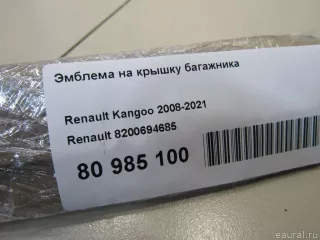 Эмблема на крышку багажника
Renault Kangoo 2008-2021
Renault 8200694685
80 985 100
eaural.ru